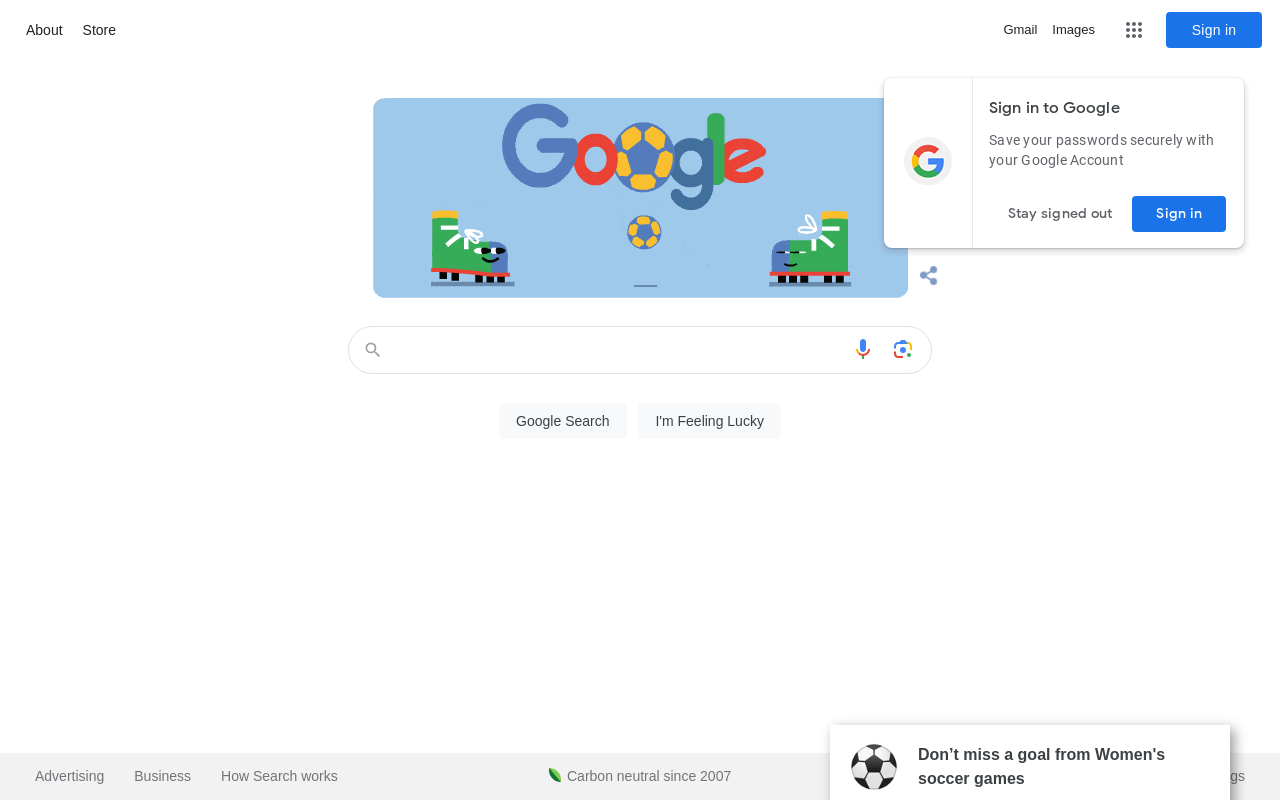 About Store
Gmail Images Sign in
Google
Sign in to Google
Save your passwords securely with
your Google Account
Stay signed out Sign in
Google Search I'm Feeling Lucky
Don’t miss a goal from Women's
soccer games
Advertising Business How Search works Carbon neutral since 2007